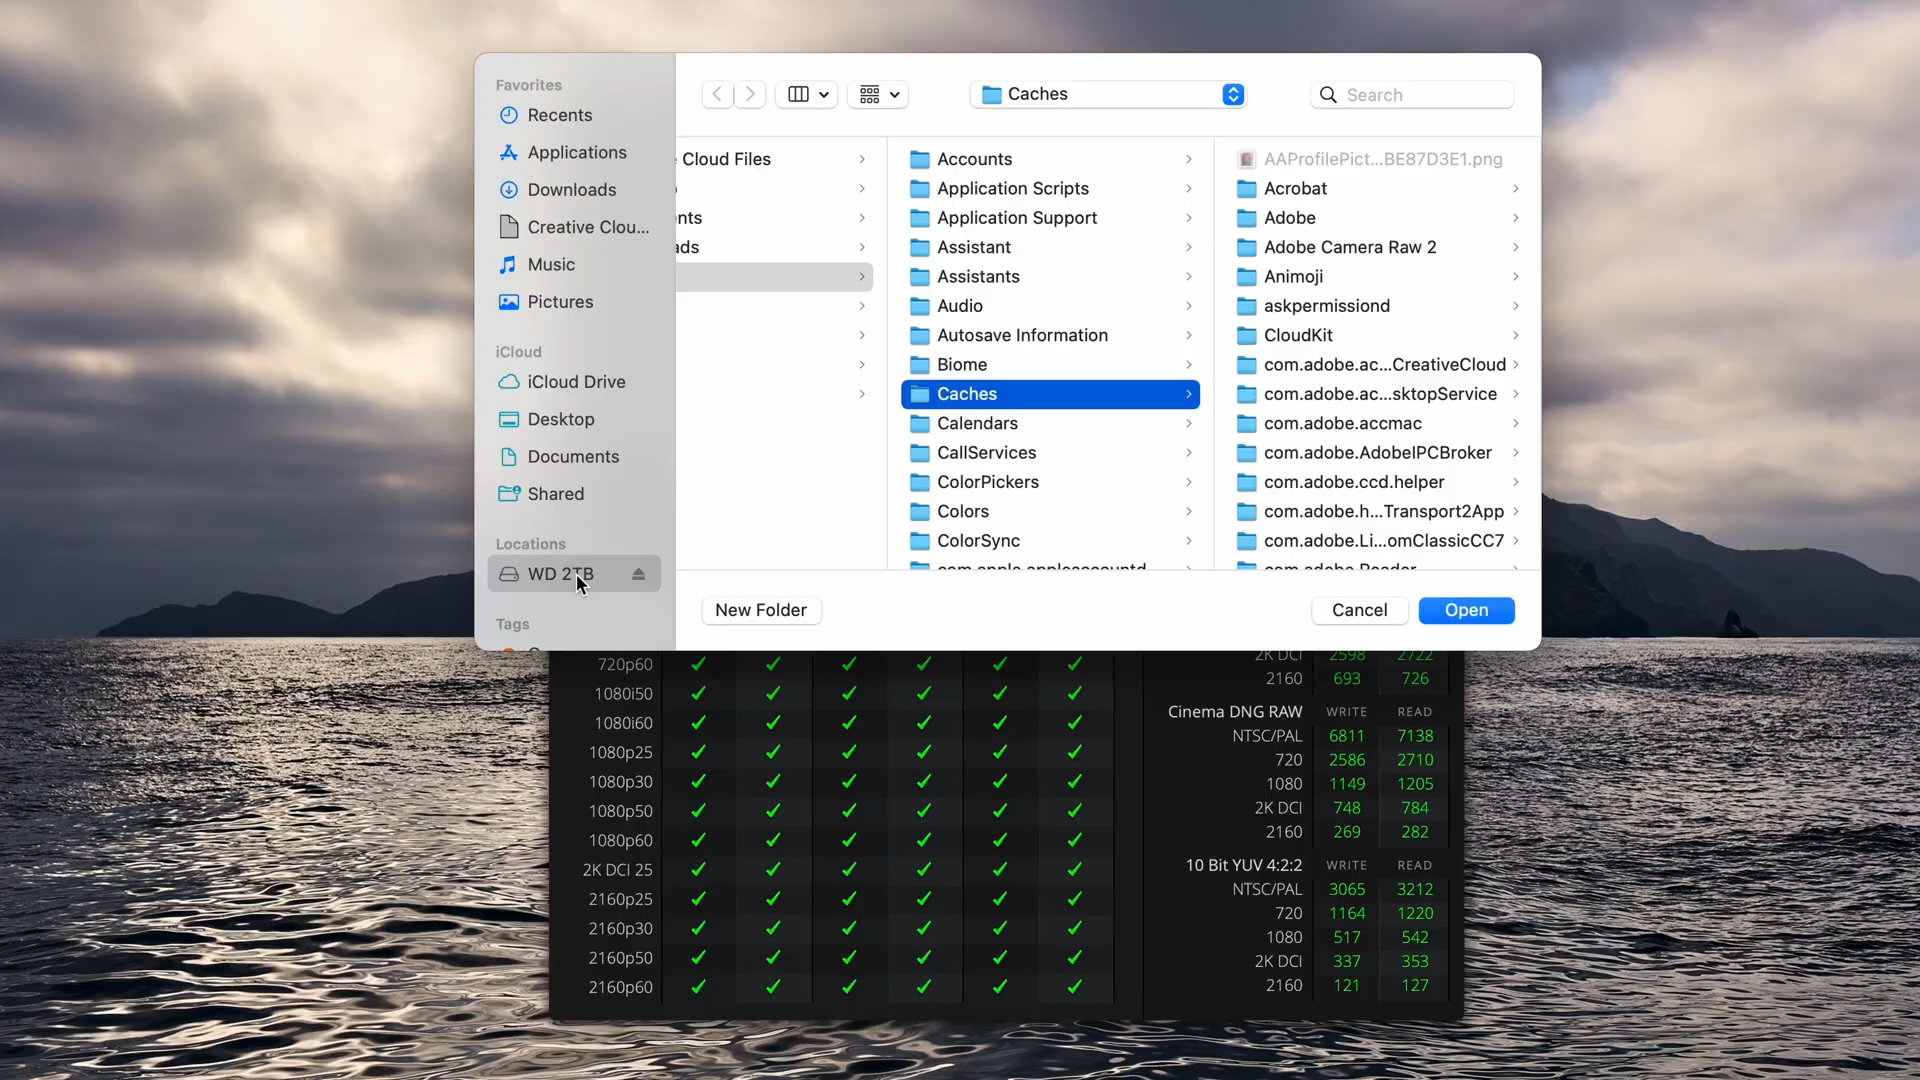 Favorites
Recents
Applications
Downloads
Creative Clou...
Music
Pictures
iCloud
iCloud Drive
Desktop
Documents
Shared
Locations
WD 2TB
Tags
Caches
Search
Cloud Files
Accounts
Application Scripts
Application Support
Assistant
Assistants
Audio
Autosave Information
Biome
Caches
Calendars
CallServices
ColorPickers
Colors
ColorSync
AAProfilePict...BE87D3E1.png
Acrobat
Adobe
Adobe Camera Raw 2
Animoji
askpermissiond
CloudKit
com.adobe.ac...CreativeCloud
com.adobe.ac...sktopService
com.adobe.accmac
com.adobe.AdobeIPCBroker
com.adobe.ccd.helper
com.adobe.h...Transport2App
com.adobe.Li...omClassicCC7
New Folder
Cancel
Open
720p60
1080i50
1080i60
1080p25
1080p30
1080p50
1080p60
2K DCI 25
2160p25
2160p30
2160p50
2160p60
2K DCI 2598 2722
2160 693 726
Cinema DNG RAW WRITE READ
NTSC/PAL 6811 7138
720 2586 2710
1080 1149 1205
2K DCI 748 784
2160 269 282
10 Bit YUV 4:2:2 WRITE READ
NTSC/PAL 3065 3212
720 1164 1220
1080 517 542
2K DCI 337 353
2160 121 127